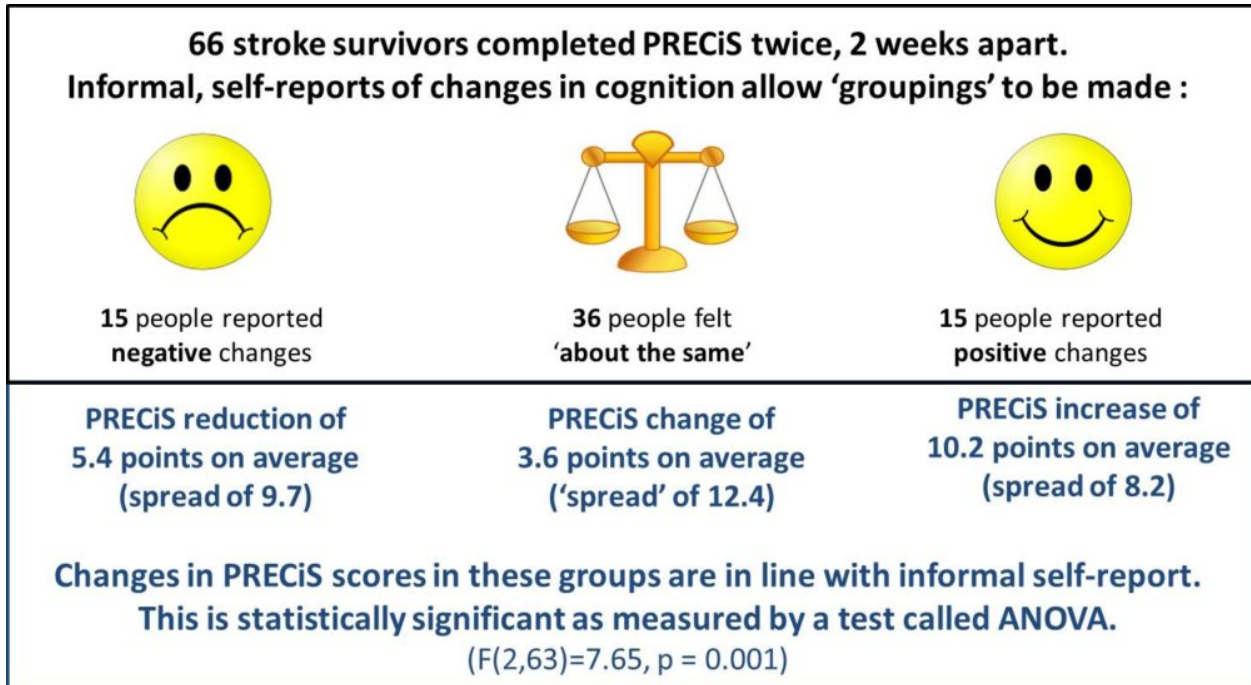 66 stroke survivors completed PRECiS twice, 2 weeks apart.
Informal, self-reports of changes in cognition allow ‘groupings’ to be made :
15 people reported
negative changes
36 people felt
‘about the same’
15 people reported
positive changes
PRECiS reduction of
5.4 points on average
(spread of 9.7)
PRECiS change of
3.6 points on average
(‘spread’ of 12.4)
PRECiS increase of
10.2 points on average
(spread of 8.2)
Changes in PRECiS scores in these groups are in line with informal self-report.
This is statistically significant as measured by a test called ANOVA.
(F(2,63)=7.65, p = 0.001)